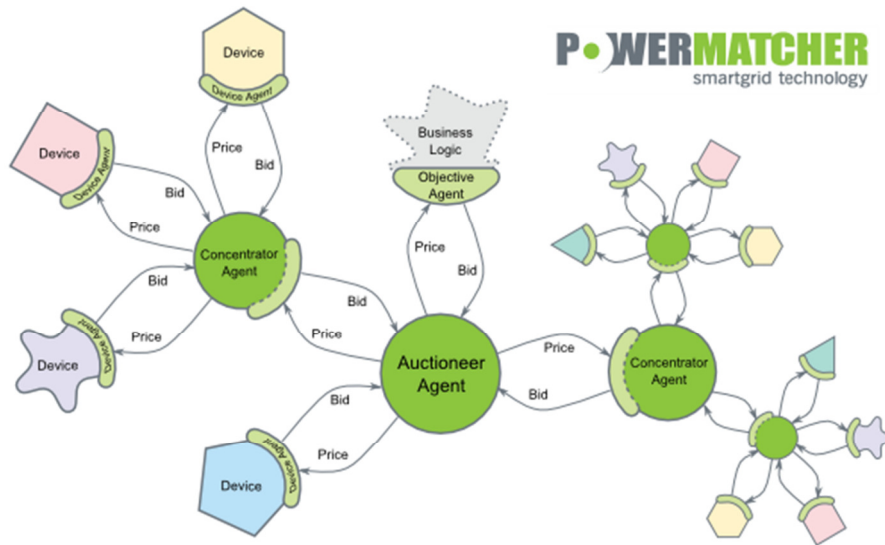 POWERMATCHER
smartgrid technology
Device
Device Agent
Price
Bid
Device
Device Agent
Bid
Price
Concentrator
Agent
Bid
Price
Device
Device Agent
Business
Logic
Objective
Agent
Price
Bid
Bid
Price
Auctioneer
Agent
Price
Bid
Concentrator
Agent
Bid
Price
Device
Device Agent